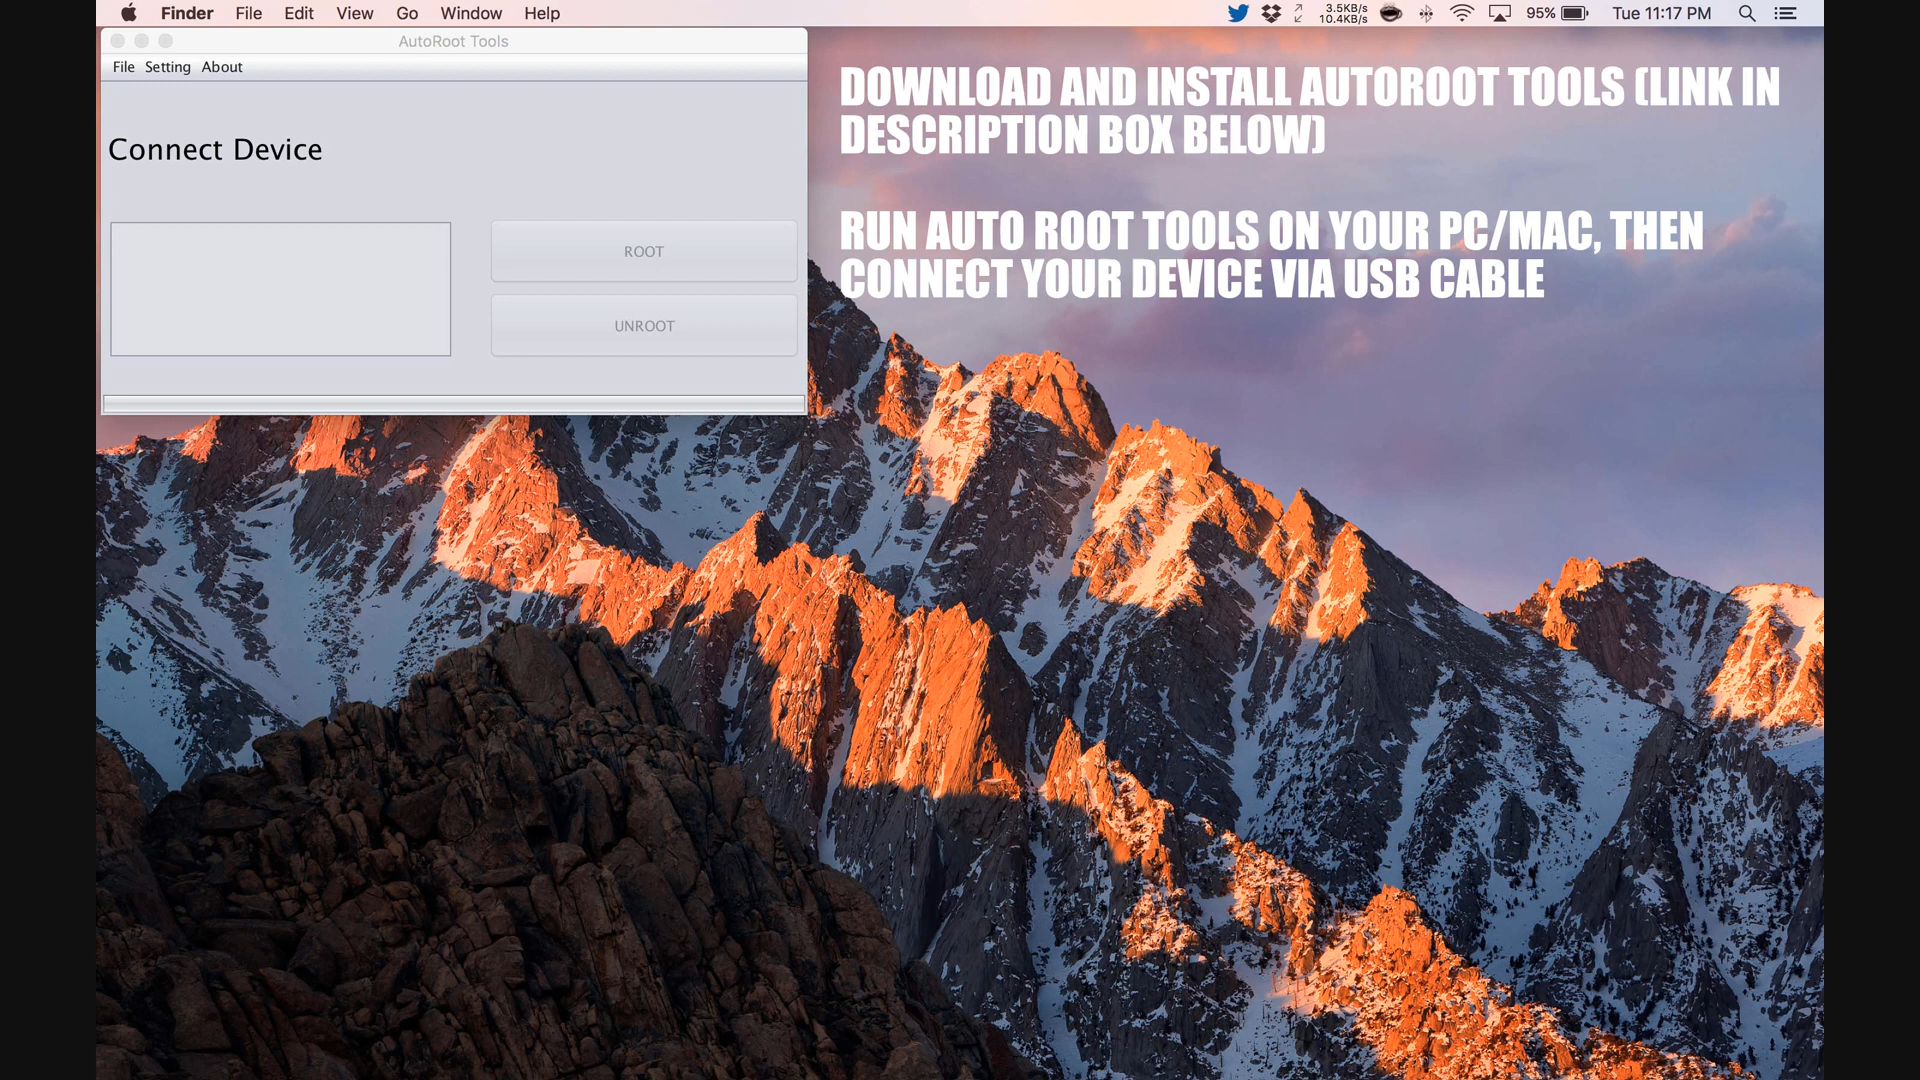 Finder File Edit View Go Window Help 3.5KB/s 10.4KB/s 95% Tue 11:17 PM
AutoRoot Tools
File Setting About
Connect Device
ROOT
UNROOT
DOWNLOAD AND INSTALL AUTOROOT TOOLS (LINK IN
DESCRIPTION BOX BELOW)
RUN AUTO ROOT TOOLS ON YOUR PC/MAC, THEN
CONNECT YOUR DEVICE VIA USB CABLE